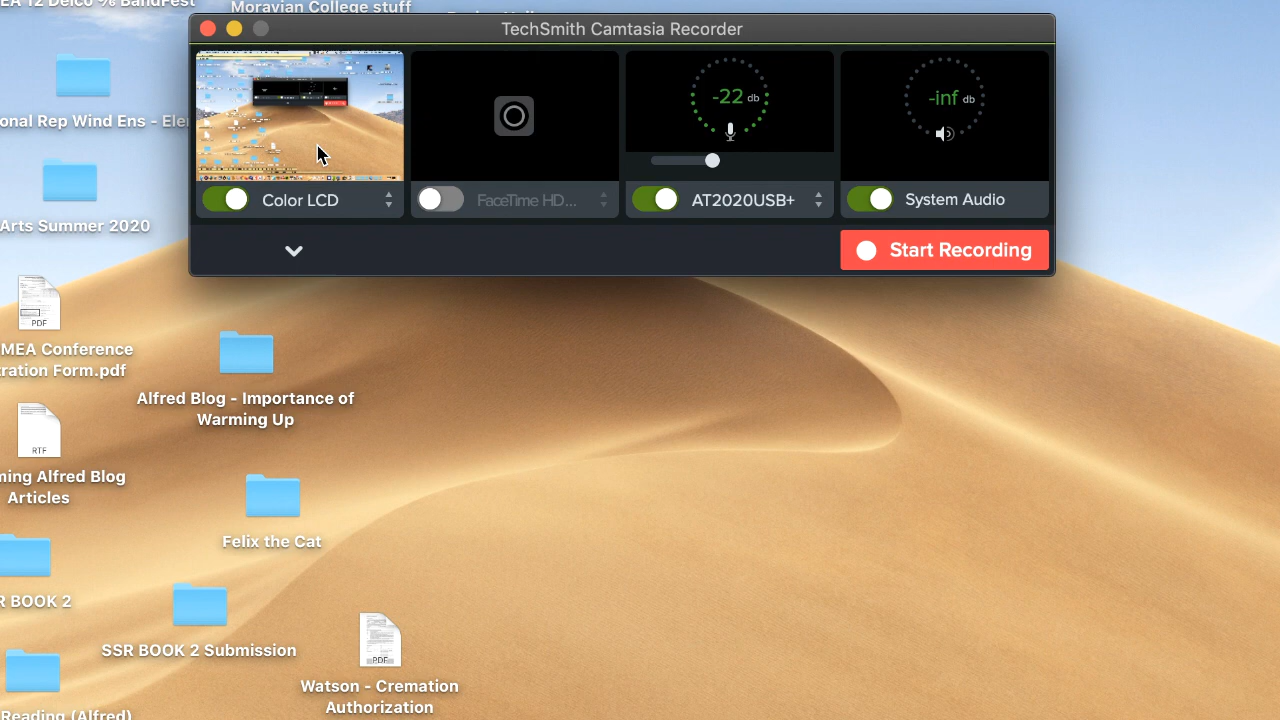 Moravian College stuff
TechSmith Camtasia Recorder
-22 db
-inf db
Color LCD
FaceTime HD...
AT2020USB+
System Audio
Start Recording
onal Rep Wind Ens - Ele
Arts Summer 2020
PDF
MEA Conference
ration Form.pdf
Alfred Blog - Importance of
Warming Up
RTF
ning Alfred Blog
Articles
Felix the Cat
R BOOK 2
SSR BOOK 2 Submission
PDF
Watson - Cremation
Authorization
Reading (Alfred)